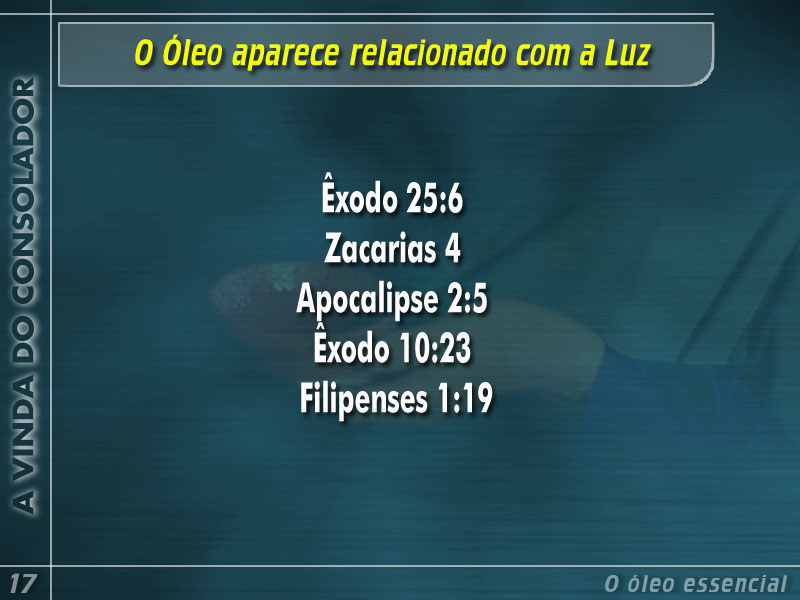 O Óleo aparece relacionado com a Luz
A VINDA DO CONSOLADOR
Êxodo 25:6
Zacarias 4
Apocalipse 2:5
Êxodo 10:23
Filipenses 1:19
17
O óleo essencial